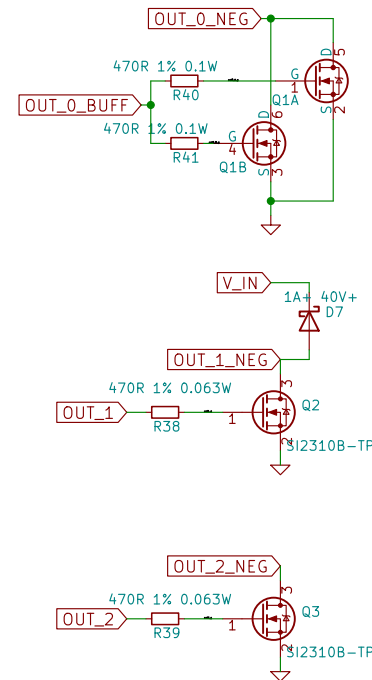 OUT_0_NEG
D
5
470R 1% 0.1W
G
1
R40
Q1A
S
2
OUT_0_BUFF
D
6
470R 1% 0.1W
G
4
R41
Q1B
S
3
V_IN
1A+ 40V+
D7
OUT_1_NEG
3
470R 1% 0.063W
Q2
OUT_1
1
R38
2
SI2310B-TP
OUT_2_NEG
3
470R 1% 0.063W
Q3
OUT_2
1
R39
2
SI2310B-TP